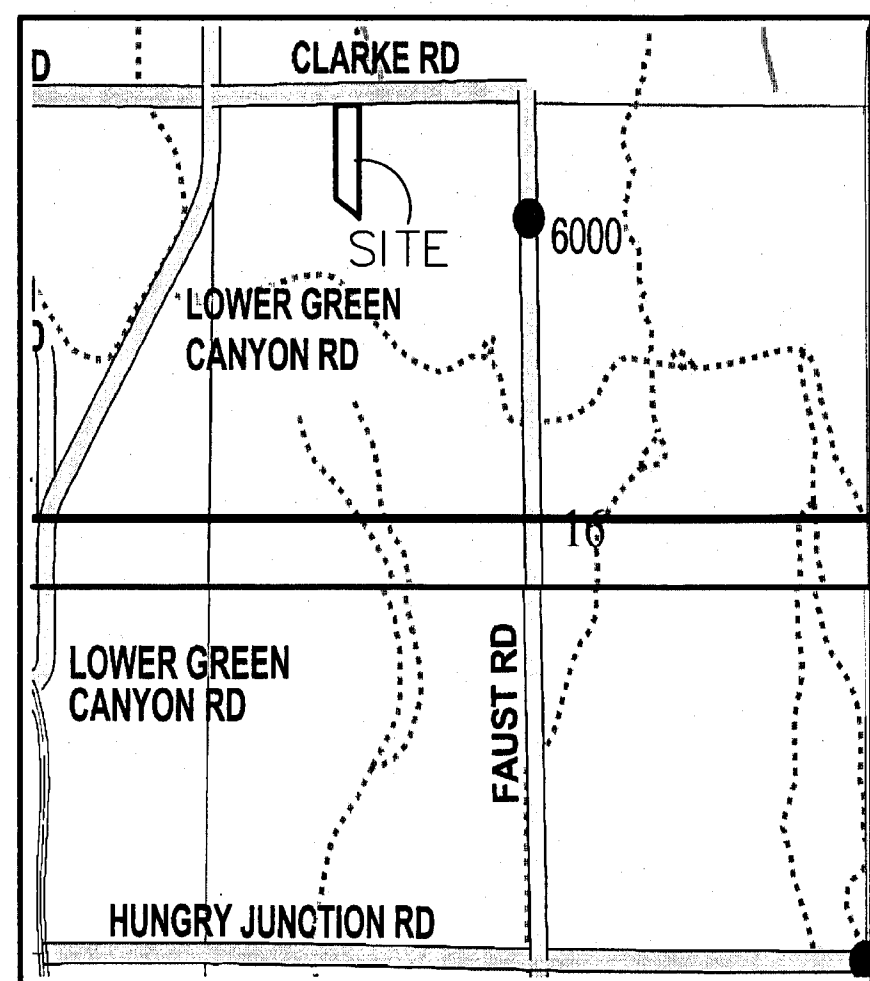 D
CLARKE RD
SITE
6000
LOWER GREEN
CANYON RD
16
LOWER GREEN
CANYON RD
FAUST RD
HUNGRY JUNCTION RD